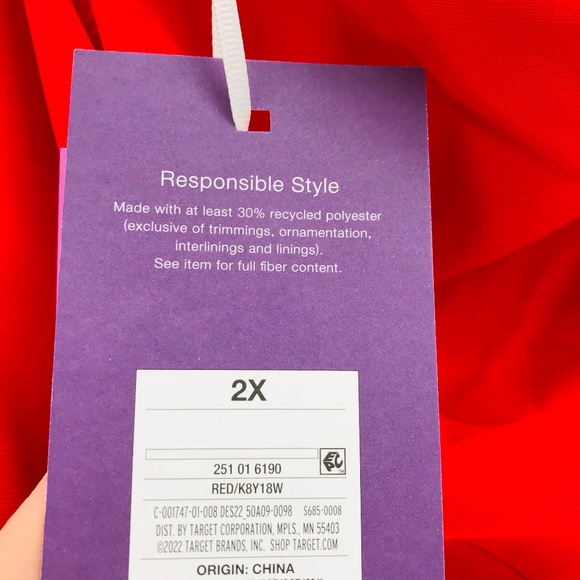 Responsible Style
Made with at least 30% recycled polyester
(exclusive of trimmings, ornamentation,
interlinings and linings).
See item for full fiber content.
2X
251 01 6190
RED/K8Y18W
C-001747-01-008 DES22_50A09-0098 S685-0008
DIST. BY TARGET CORPORATION, MPLS., MN 55403
©2022 TARGET BRANDS, INC. SHOP TARGET.COM
ORIGIN: CHINA